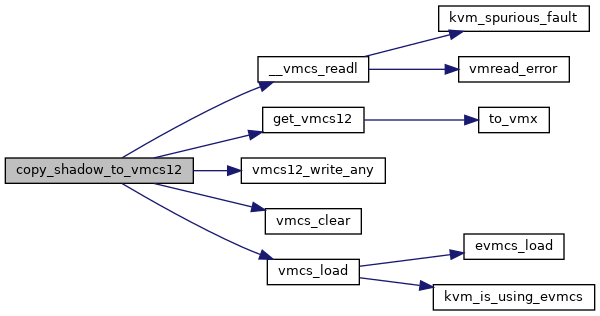 kvm_spurious_fault
__vmcs_readl
vmread_error
get_vmcs12
to_vmx
copy_shadow_to_vmcs12
vmcs12_write_any
vmcs_clear
evmcs_load
vmcs_load
kvm_is_using_evmcs